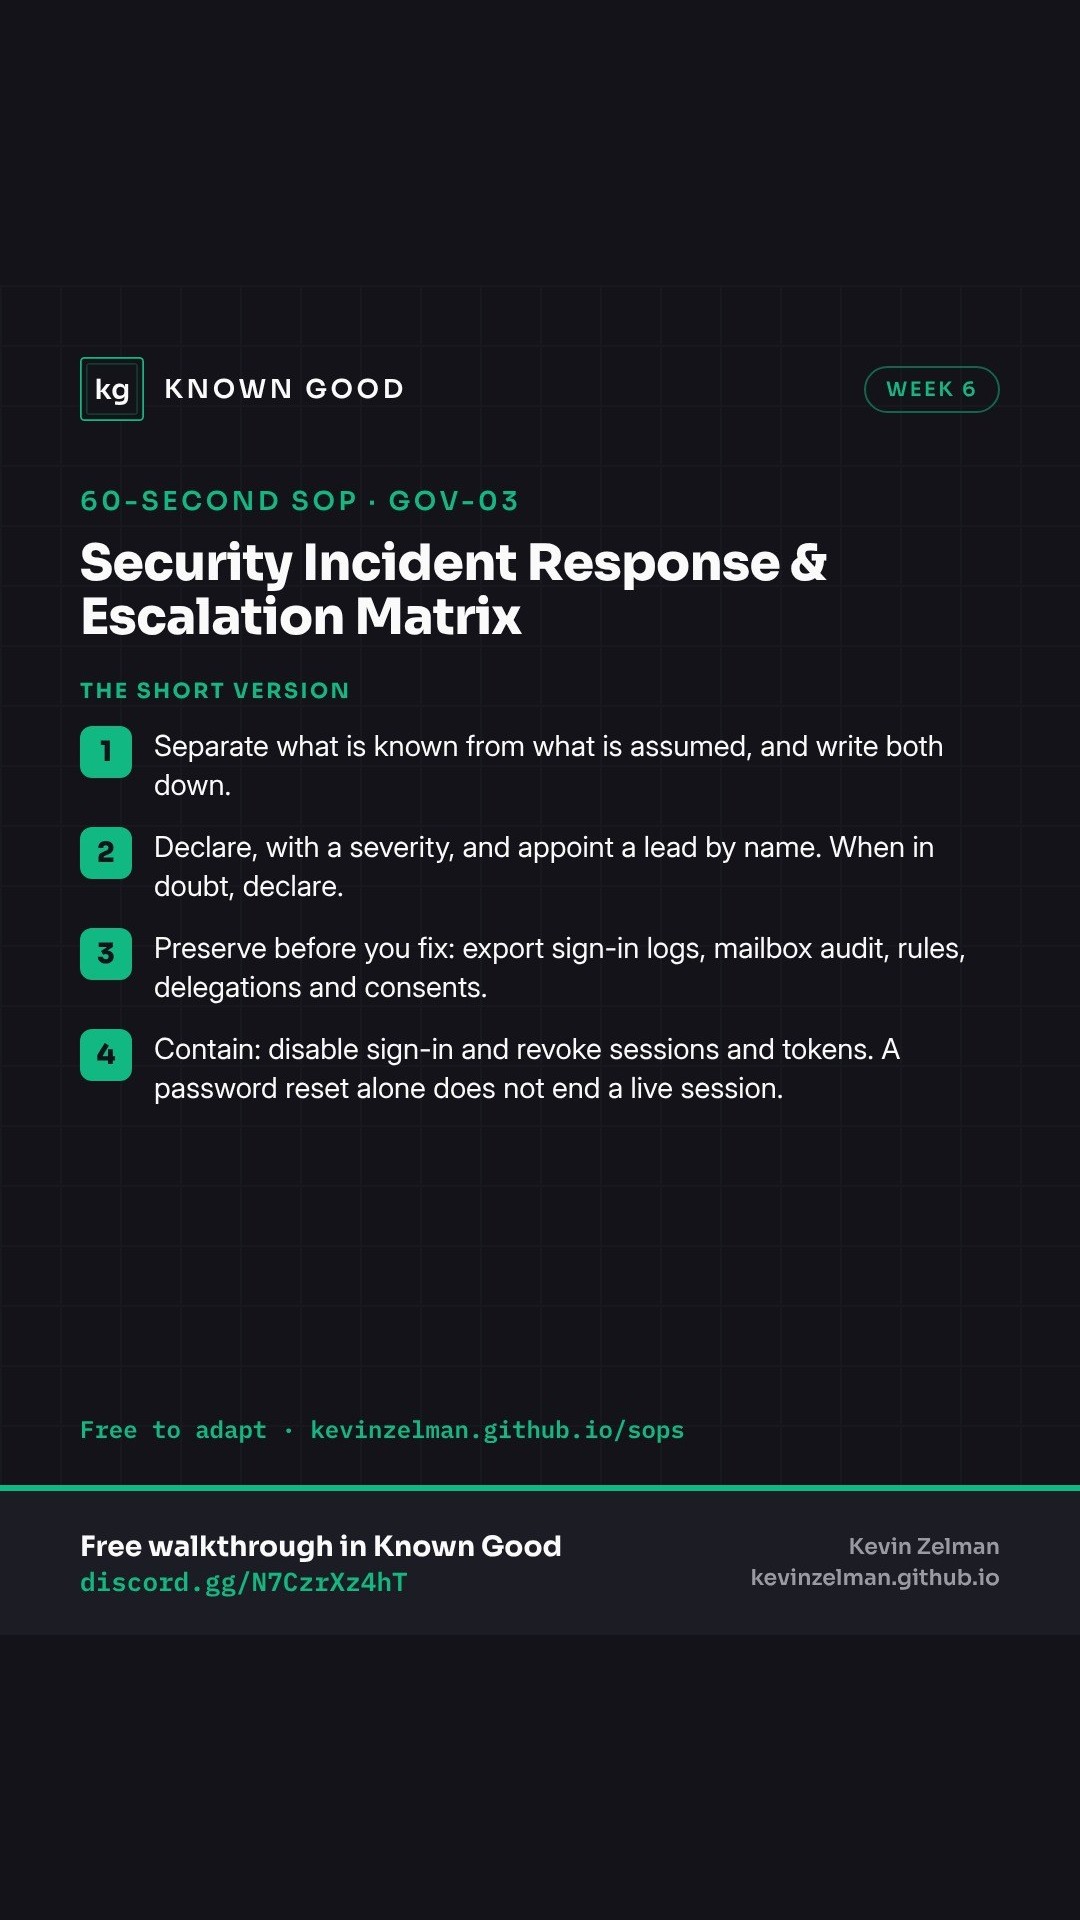 kg KNOWN GOOD
WEEK 6
60-SECOND SOP · GOV-03
Security Incident Response &
Escalation Matrix
THE SHORT VERSION
1 Separate what is known from what is assumed, and write both
down.
2 Declare, with a severity, and appoint a lead by name. When in
doubt, declare.
3 Preserve before you fix: export sign-in logs, mailbox audit, rules,
delegations and consents.
4 Contain: disable sign-in and revoke sessions and tokens. A
password reset alone does not end a live session.
Free to adapt · kevinzelman.github.io/sops
Free walkthrough in Known Good
discord.gg/N7CzrXz4hT
Kevin Zelman
kevinzelman.github.io